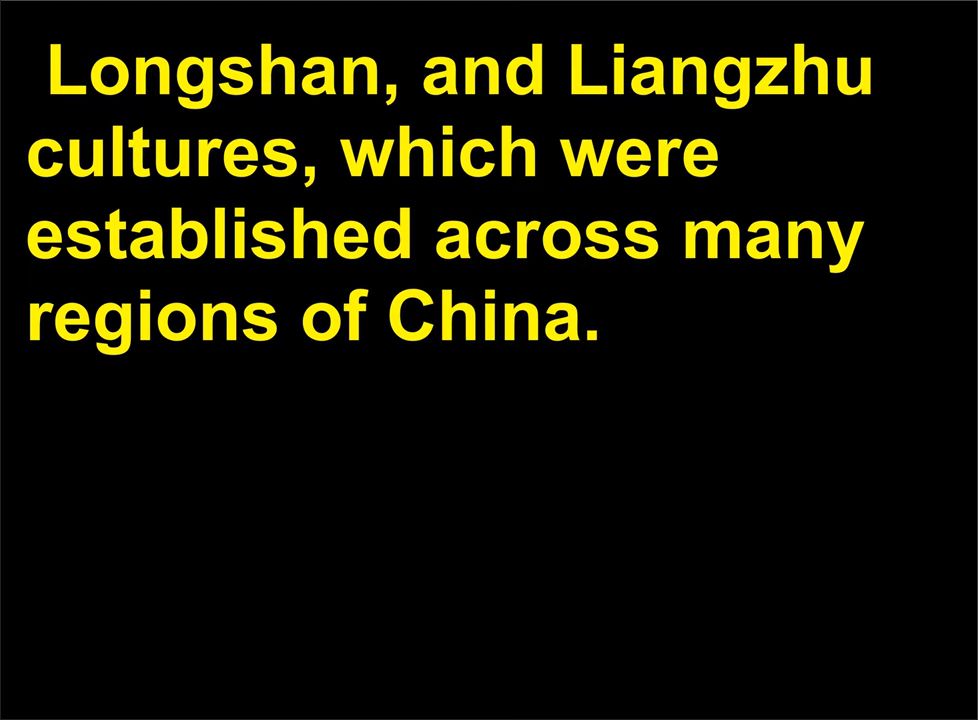 Longshan, and Liangzhu
cultures, which were
established across many
regions of China.